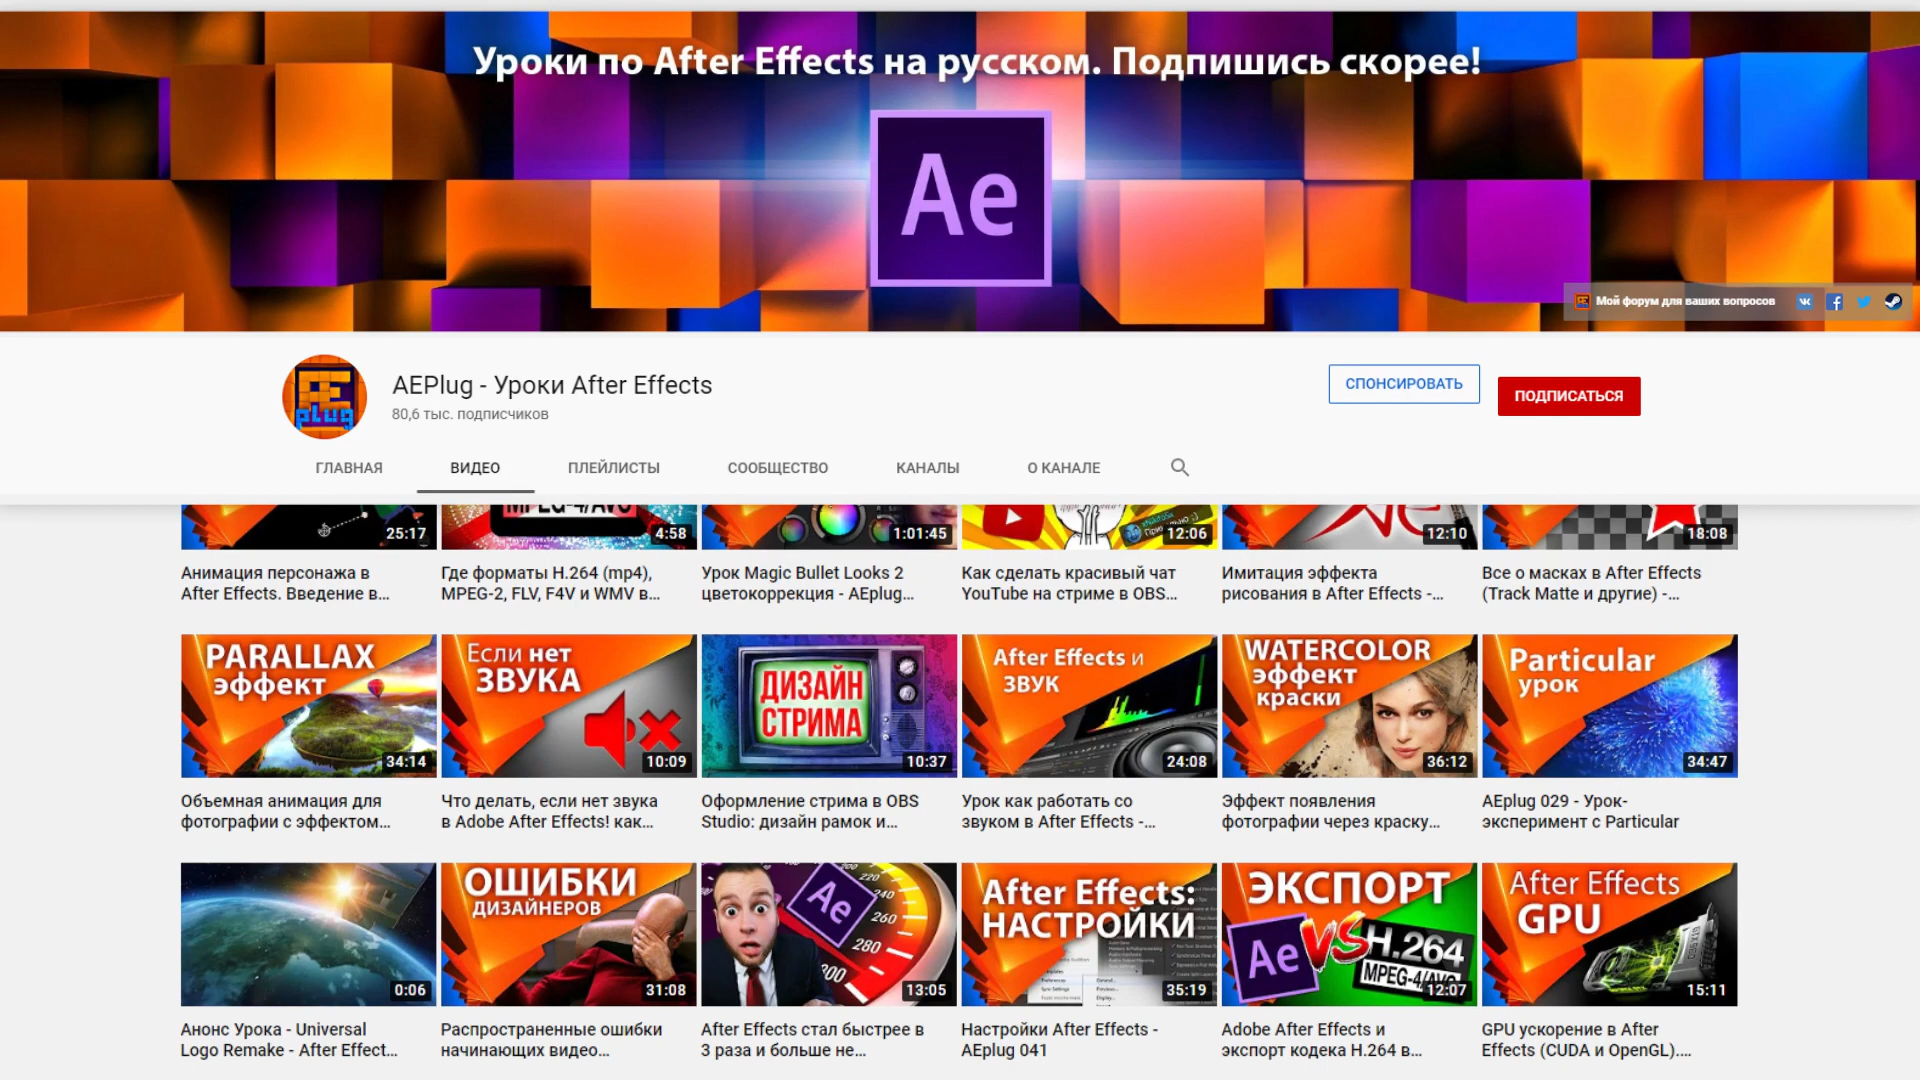 Уроки по After Effects на русском. Подпишись скорее!
Ae
Мой форум для ваших вопросов
AEPlug - Уроки After Effects
80,6 тыс. подписчиков
СПОНСИРОВАТЬ
ПОДПИСАТЬСЯ
ГЛАВНАЯ ВИДЕО ПЛЕЙЛИСТЫ СООБЩЕСТВО КАНАЛЫ О КАНАЛЕ
25:17 4:58 1:01:45 12:06 12:10 18:08
Анимация персонажа в
After Effects. Введение в...
Где форматы H.264 (mp4),
MPEG-2, FLV, F4V и WMV в...
Урок Magic Bullet Looks 2
цветокоррекция - AEplug...
Как сделать красивый чат
YouTube на стриме в OBS...
Имитация эффекта
рисования в After Effects -...
Все о масках в After Effects
(Track Matte и другие) -...
PARALLAX
эффект
34:14
Если нет
ЗВУКА
10:09
ДИЗАЙН
СТРИМА
10:37
After Effects и
ЗВУК
24:08
WATERCOLOR
эффект
краски
36:12
Particular
урок
34:47
Объемная анимация для
фотографии с эффектом...
Что делать, если нет звука
в Adobe After Effects! как...
Оформление стрима в OBS
Studio: дизайн рамок и...
Урок как работать со
звуком в After Effects -...
Эффект появления
фотографии через краску...
AEplug 029 - Урок-
эксперимент с Particular
0:06
ОШИБКИ
ДИЗАЙНЕРОВ
31:08
Ae
220
240
260
280
300
13:05
After Effects:
НАСТРОЙКИ
35:19
ЭКСПОРТ
Ae VS H.264
MPEG-4/AVC
12:07
After Effects
GPU
15:11
Анонс Урока - Universal
Logo Remake - After Effect...
Распространенные ошибки
начинающих видео...
After Effects стал быстрее в
3 раза и больше не...
Настройки After Effects -
AEplug 041
Adobe After Effects и
экспорт кодека H.264 в...
GPU ускорение в After
Effects (CUDA и OpenGL)....